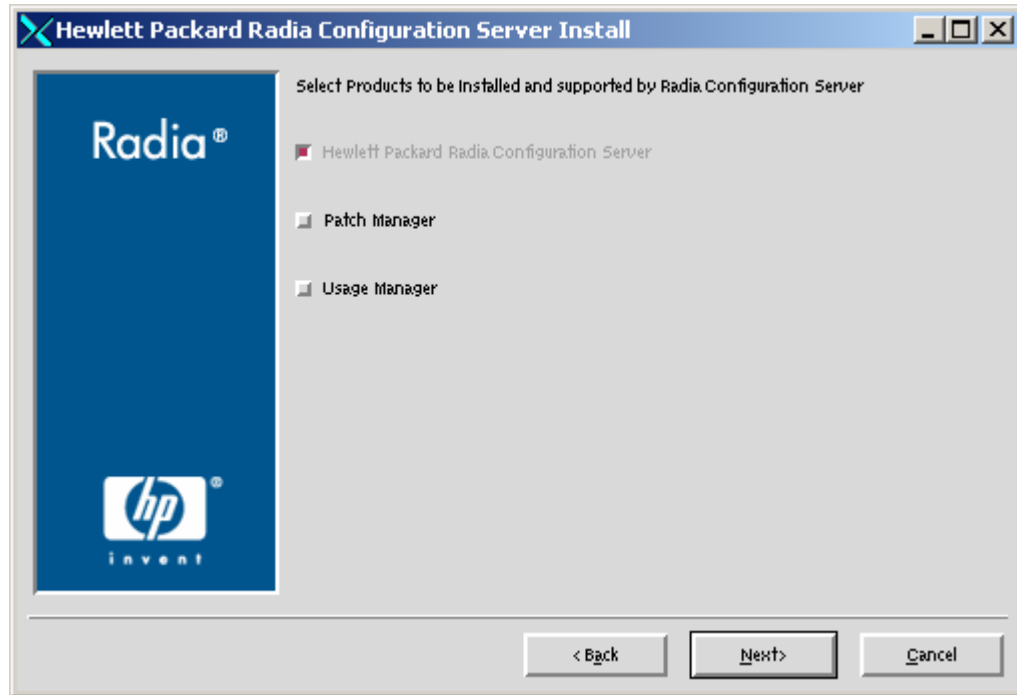 Hewlett Packard Radia Configuration Server Install
Radia®
Select Products to be Installed and supported by Radia Configuration Server
Hewlett Packard Radia Configuration Server
Patch Manager
Usage Manager
hp®
invent
< Back
Next>
Cancel